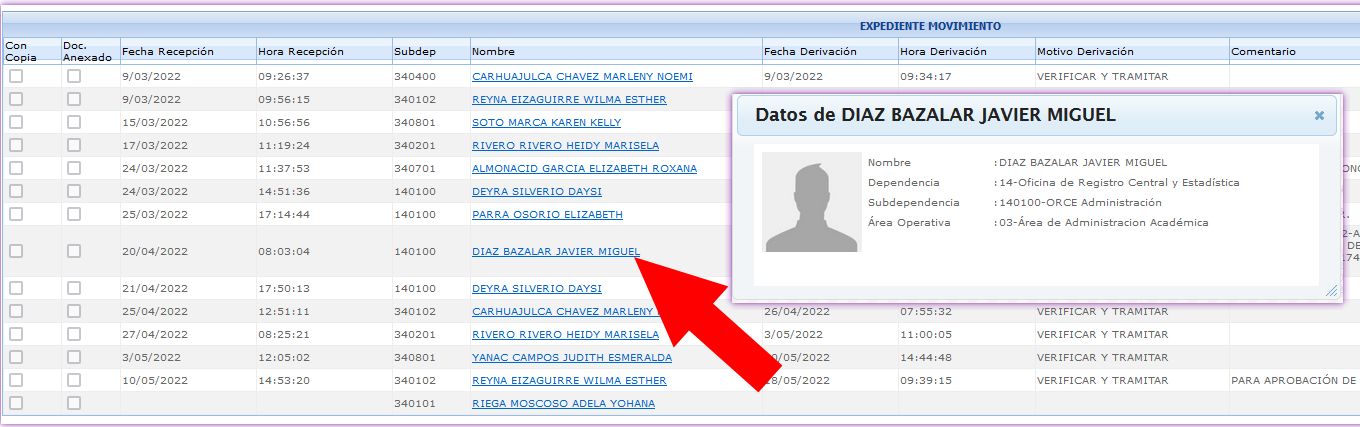 EXPEDIENTE MOVIMIENTO
Con Copia Doc. Anexado Fecha Recepción Hora Recepción Subdep Nombre Fecha Derivación Hora Derivación Motivo Derivación Comentario
9/03/2022 09:26:37 340400 CARHUAJULCA CHAVEZ MARLENY NOEMI 9/03/2022 09:34:17 VERIFICAR Y TRAMITAR
9/03/2022 09:56:15 340102 REYNA EIZAGUIRRE WILMA ESTHER
15/03/2022 10:56:56 340801 SOTO MARCA KAREN KELLY
17/03/2022 11:19:24 340201 RIVERO RIVERO HEIDY MARISELA
24/03/2022 11:37:53 340701 ALMONACID GARCIA ELIZABETH ROXANA
24/03/2022 14:51:36 140100 DEYRA SILVERIO DAYSI
25/03/2022 17:14:44 140100 PARRA OSORIO ELIZABETH
20/04/2022 08:03:04 140100 DIAZ BAZALAR JAVIER MIGUEL
21/04/2022 17:50:13 140100 DEYRA SILVERIO DAYSI
25/04/2022 12:51:11 340102 CARHUAJULCA CHAVEZ MARLENY 26/04/2022 07:55:32 VERIFICAR Y TRAMITAR
27/04/2022 08:25:21 340201 RIVERO RIVERO HEIDY MARISELA 3/05/2022 11:00:05 VERIFICAR Y TRAMITAR
3/05/2022 12:05:02 340801 YANAC CAMPOS JUDITH ESMERALDA 14:44:48 VERIFICAR Y TRAMITAR
10/05/2022 14:53:20 340102 REYNA EIZAGUIRRE WILMA ESTHER 09:39:15 VERIFICAR Y TRAMITAR PARA APROBACIÓN DE
340101 RIEGA MOSCOSO ADELA YOHANA
Datos de DIAZ BAZALAR JAVIER MIGUEL
Nombre :DIAZ BAZALAR JAVIER MIGUEL
Dependencia :14-Oficina de Registro Central y Estadística
Subdependencia :140100-ORCE Administración
Área Operativa :03-Área de Administracion Académica